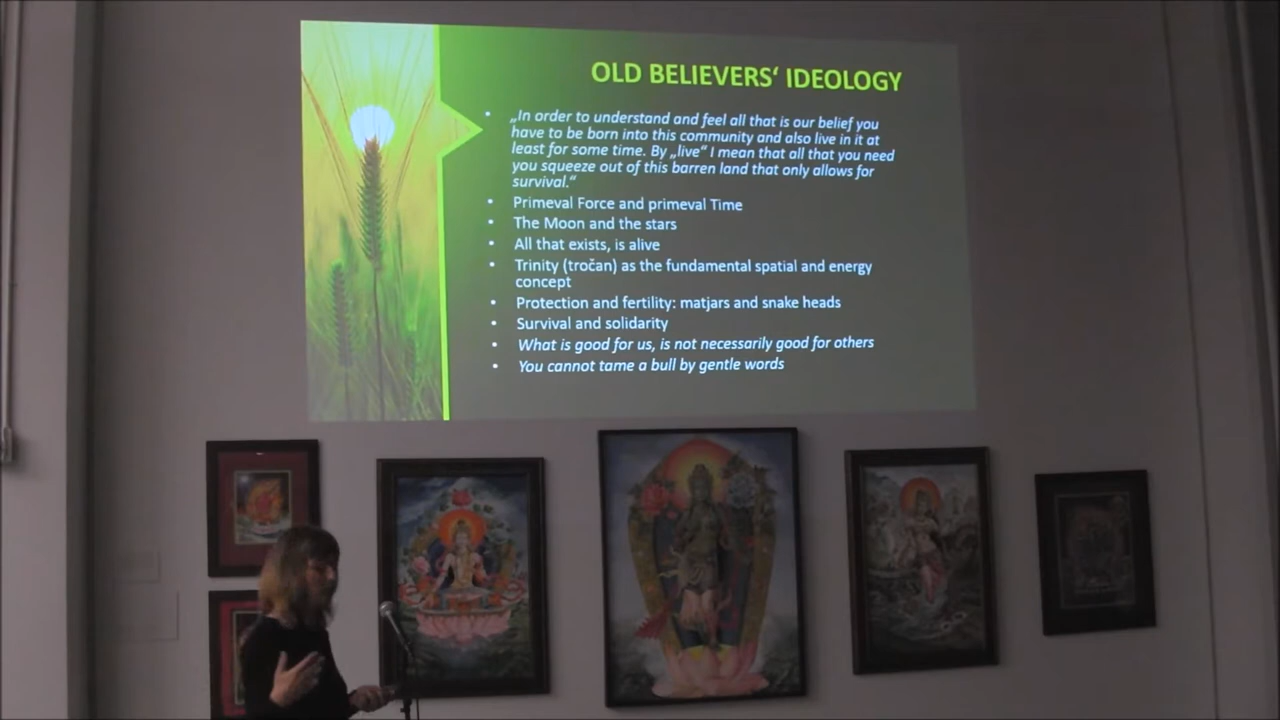 OLD BELIEVERS‘ IDEOLOGY
• „In order to understand and feel all that is our belief you
have to be born into this community and also live in it at
least for some time. By „live“ I mean that all that you need
you squeeze out of this barren land that only allows for
survival.“
• Primeval Force and primeval Time
• The Moon and the stars
• All that exists, is alive
• Trinity (tročan) as the fundamental spatial and energy
concept
• Protection and fertility: matjars and snake heads
• Survival and solidarity
• What is good for us, is not necessarily good for others
• You cannot tame a bull by gentle words